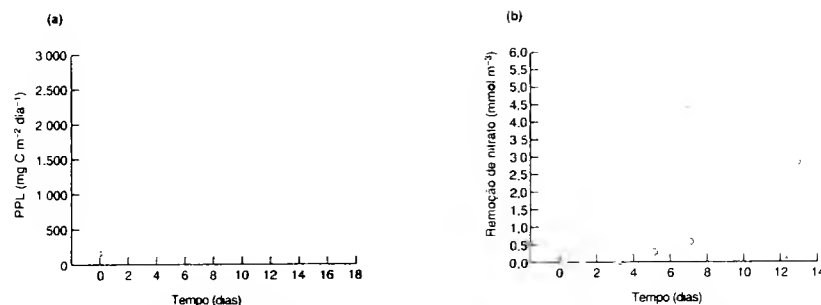 (a)
PPL (mg C m⁻² dia⁻¹)
3 000
2.500
2 000
1.500
1 000
500
0
0 2 4 6 8 10 12 14 16 18
Tempo (dias)
(b)
Remoção de nitrato (mmol m⁻³)
6,0
5.5
5,0
4.5
4.0
3.5
3.0
2.5
2.0
1.5
1.0
0.5
0,0
0 2 4 6 8 10 12 14
Tempo (dias)